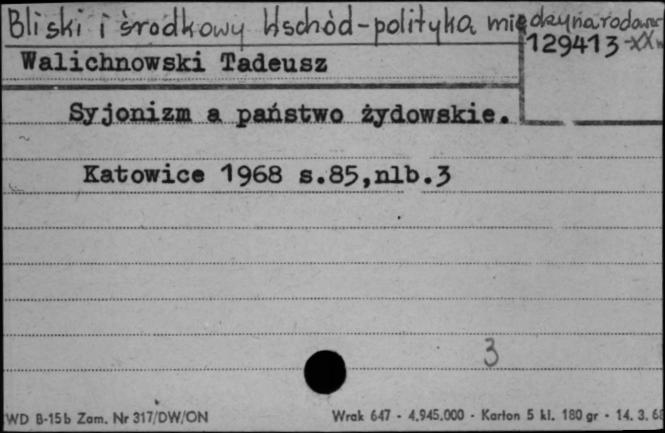 Bliski i środkowy Wschód-polityka międzynarodowa XX w
129413
Walichnowski Tadeusz
Syjonizm a państwo żydowskie.
Katowice 1968 s.85,nlb.3
3
WD B-15b Zam. Nr 317/DW/ON Wrak 647 - 4.945.000 - Karton 5 kl. 180 gr - 14. 3. 68